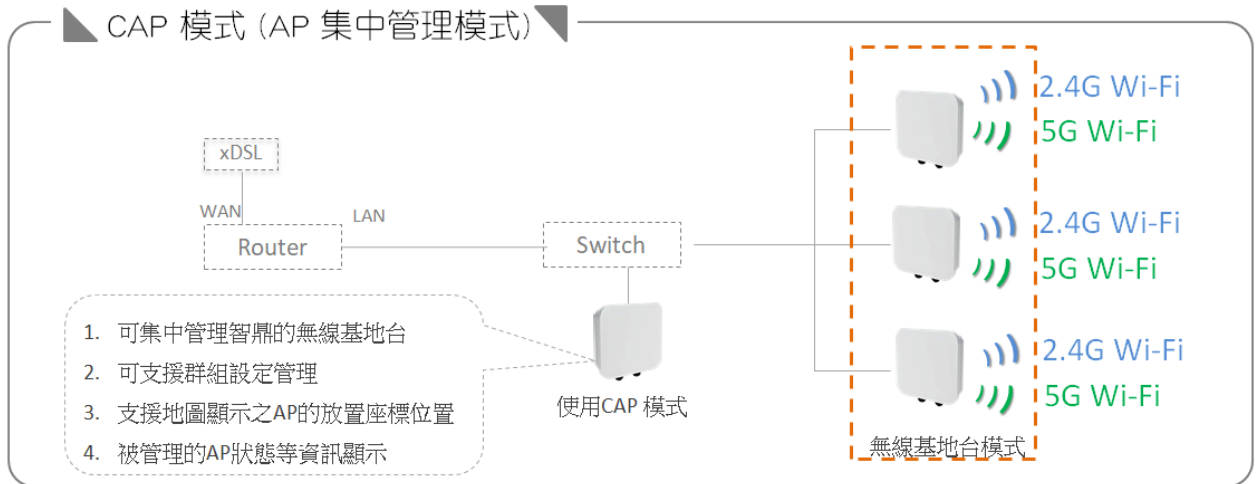 CAP 模式 (AP 集中管理模式)
xDSL
WAN
LAN
Router
Switch
2.4G Wi-Fi
5G Wi-Fi
2.4G Wi-Fi
5G Wi-Fi
2.4G Wi-Fi
5G Wi-Fi
1. 可集中管理智鼎的無線基地台
2. 可支援群組設定管理
3. 支援地圖顯示之AP的放置座標位置
4. 被管理的AP狀態等資訊顯示
使用CAP 模式
無線基地台模式